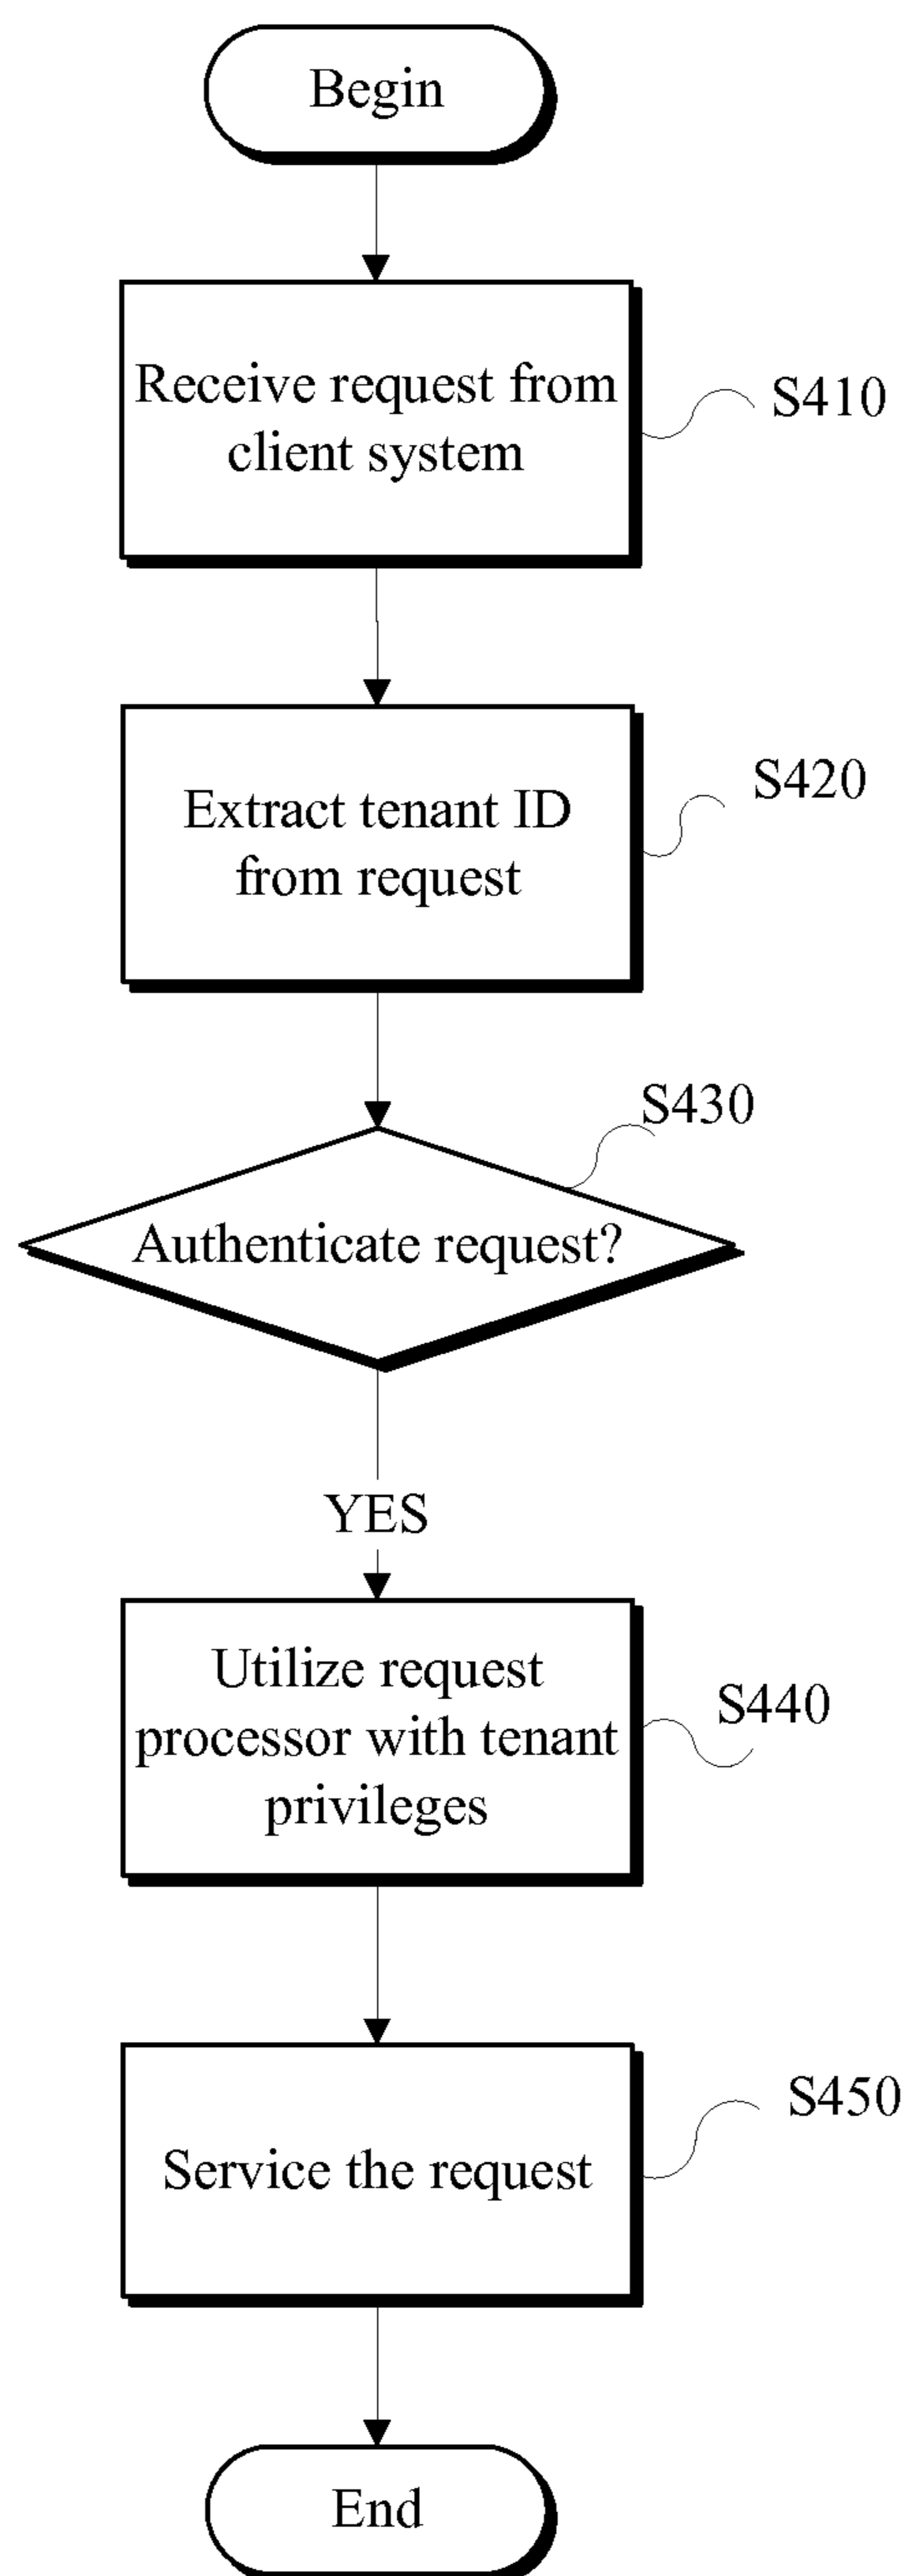 Begin
Receive request from
client system
S410
Extract tenant ID
from request
S420
S430
Authenticate request?
YES
Utilize request
processor with tenant
privileges
S440
Service the request
S450
End